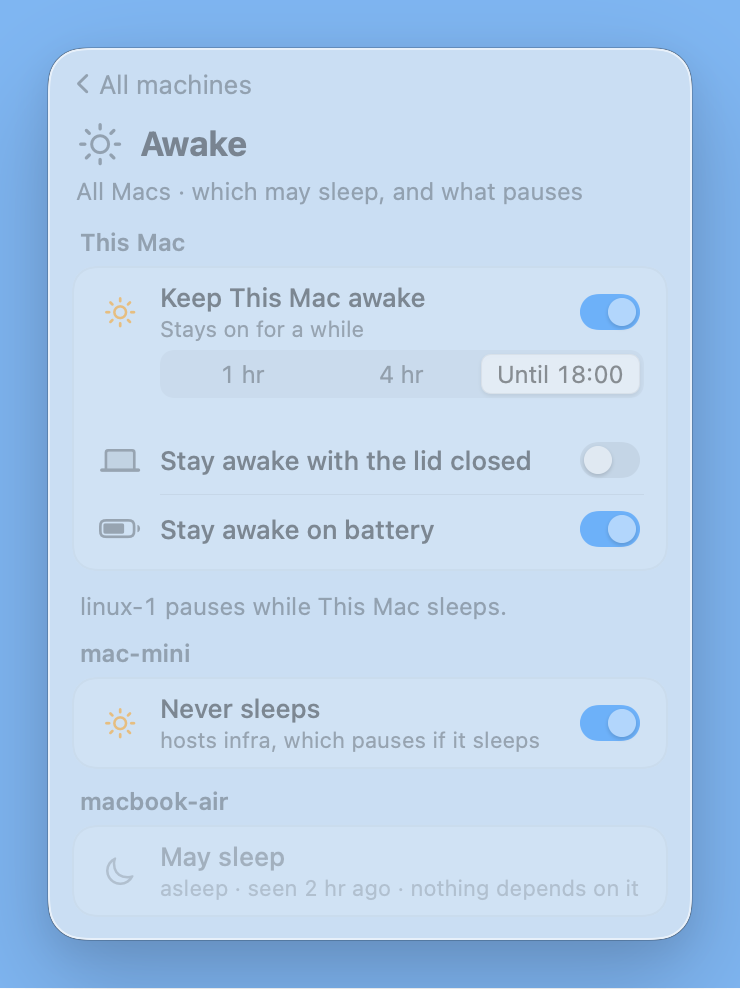 All machines
Awake
All Macs · which may sleep, and what pauses
This Mac
Keep This Mac awake
Stays on for a while
1 hr 4 hr Until 18:00
Stay awake with the lid closed
Stay awake on battery
linux-1 pauses while This Mac sleeps.
mac-mini
Never sleeps
hosts infra, which pauses if it sleeps
macbook-air
May sleep
asleep · seen 2 hr ago · nothing depends on it